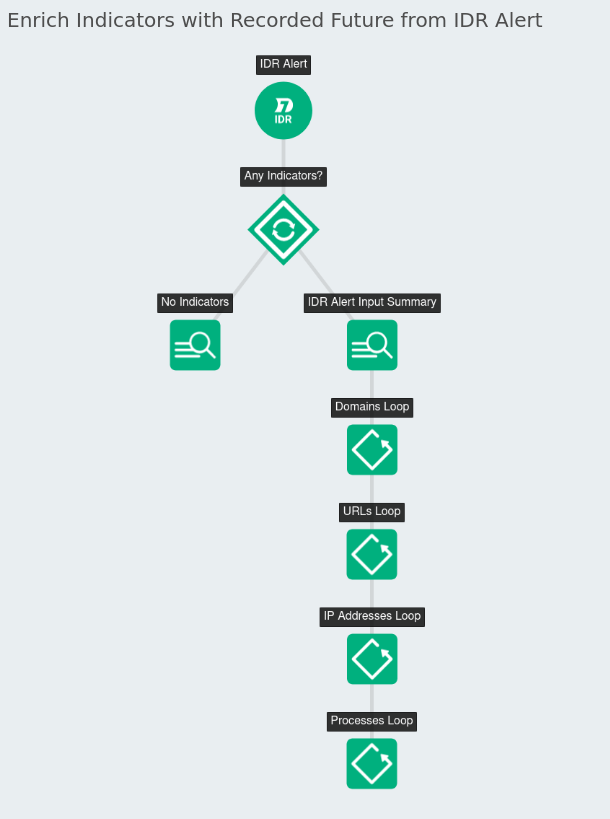 Enrich Indicators with Recorded Future from IDR Alert
IDR Alert
IDR
Any Indicators?
No Indicators
IDR Alert Input Summary
Domains Loop
URLs Loop
IP Addresses Loop
Processes Loop